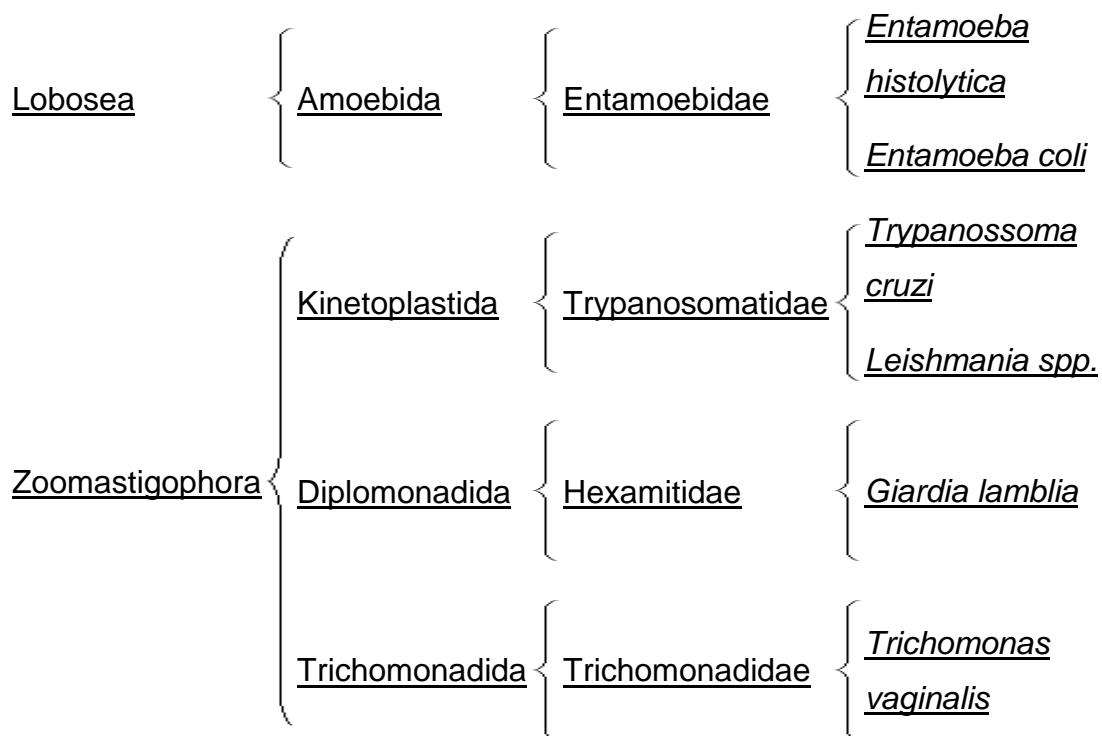 Entamoeba
histolytica
Lobosea Amoebida Entamoebidae
Entamoeba coli
Trypanossoma
cruzi
Kinetoplastida Trypanosomatidae
Leishmania spp.
Zoomastigophora Diplomonadida Hexamitidae Giardia lamblia
Trichomonas
Trichomonadida Trichomonadidae
vaginalis